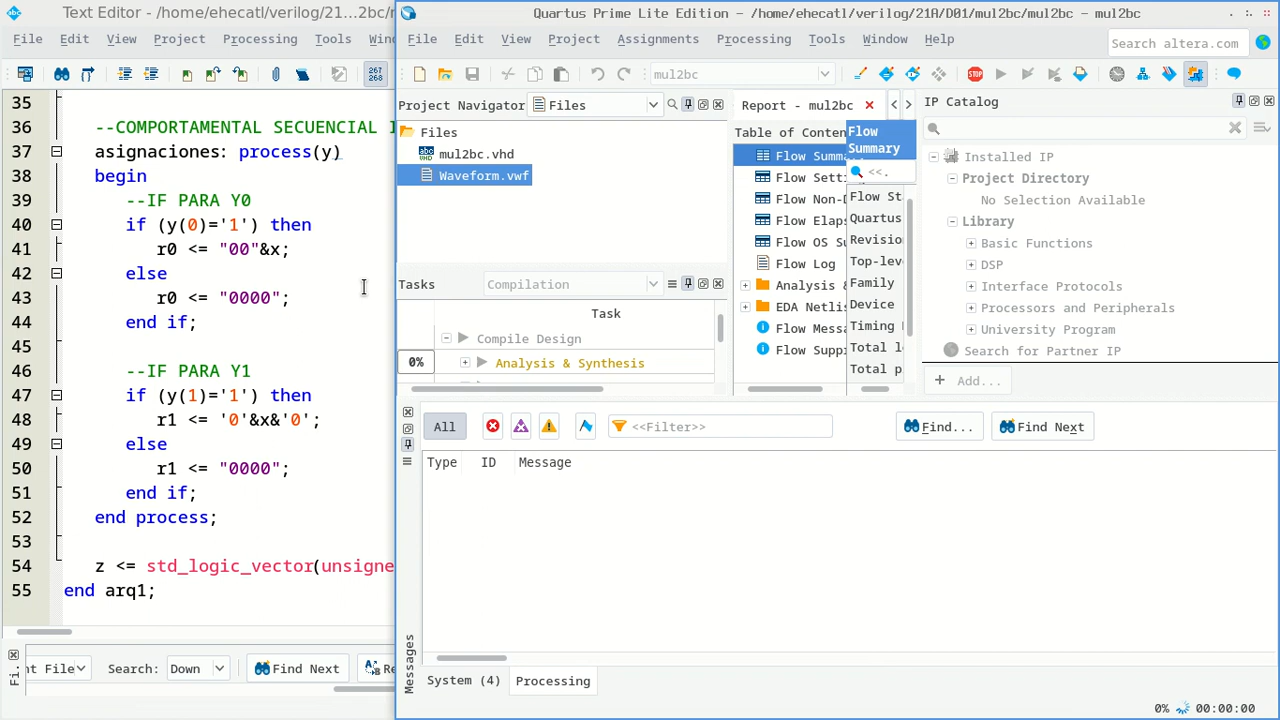 Text Editor - /home/ehecatl/verilog/21...2bc/m
File Edit View Project Processing Tools Win
267
268
35
36 --COMPORTAMENTAL SECUENCIAL
37 asignaciones: process(y)
38 begin
39 --IF PARA Y0
40 if (y(0)='1') then
41 r0 <= "00"&x;
42 else
43 r0 <= "0000";
44 end if;
45
46 --IF PARA Y1
47 if (y(1)='1') then
48 r1 <= '0'&x&'0';
49 else
50 r1 <= "0000";
51 end if;
52 end process;
53
54 z <= std_logic_vector(unsigne
55 end arq1;
Fi.
nt File Search: Down Find Next Re
Quartus Prime Lite Edition - /home/ehecatl/verilog/21A/D01/mul2bc/mul2bc - mul2bc
File Edit View Project Assignments Processing Tools Window Help
Search altera.com
mul2bc
STOP
Project Navigator Files
Files
mul2bc.vhd
Waveform.vwf
Tasks Compilation
Task
Compile Design
0% Analysis & Synthesis
Report - mul2bc
Table of Conten
Flow Summa
Flow Setti
Flow Non-D
Flow Elaps
Flow OS Su
Flow Log
Analysis &
EDA Netlis
Flow Messa
Flow Suppr
Flow Summary
<<.
Flow St
Quartus
Revisio
Top-lev
Family
Device
Timing
Total l
Total p
IP Catalog
Installed IP
Project Directory
No Selection Available
Library
Basic Functions
DSP
Interface Protocols
Processors and Peripherals
University Program
Search for Partner IP
+ Add...
All <<Filter>> Find... Find Next
Type ID Message
Messages
System (4) Processing
0% 00:00:00